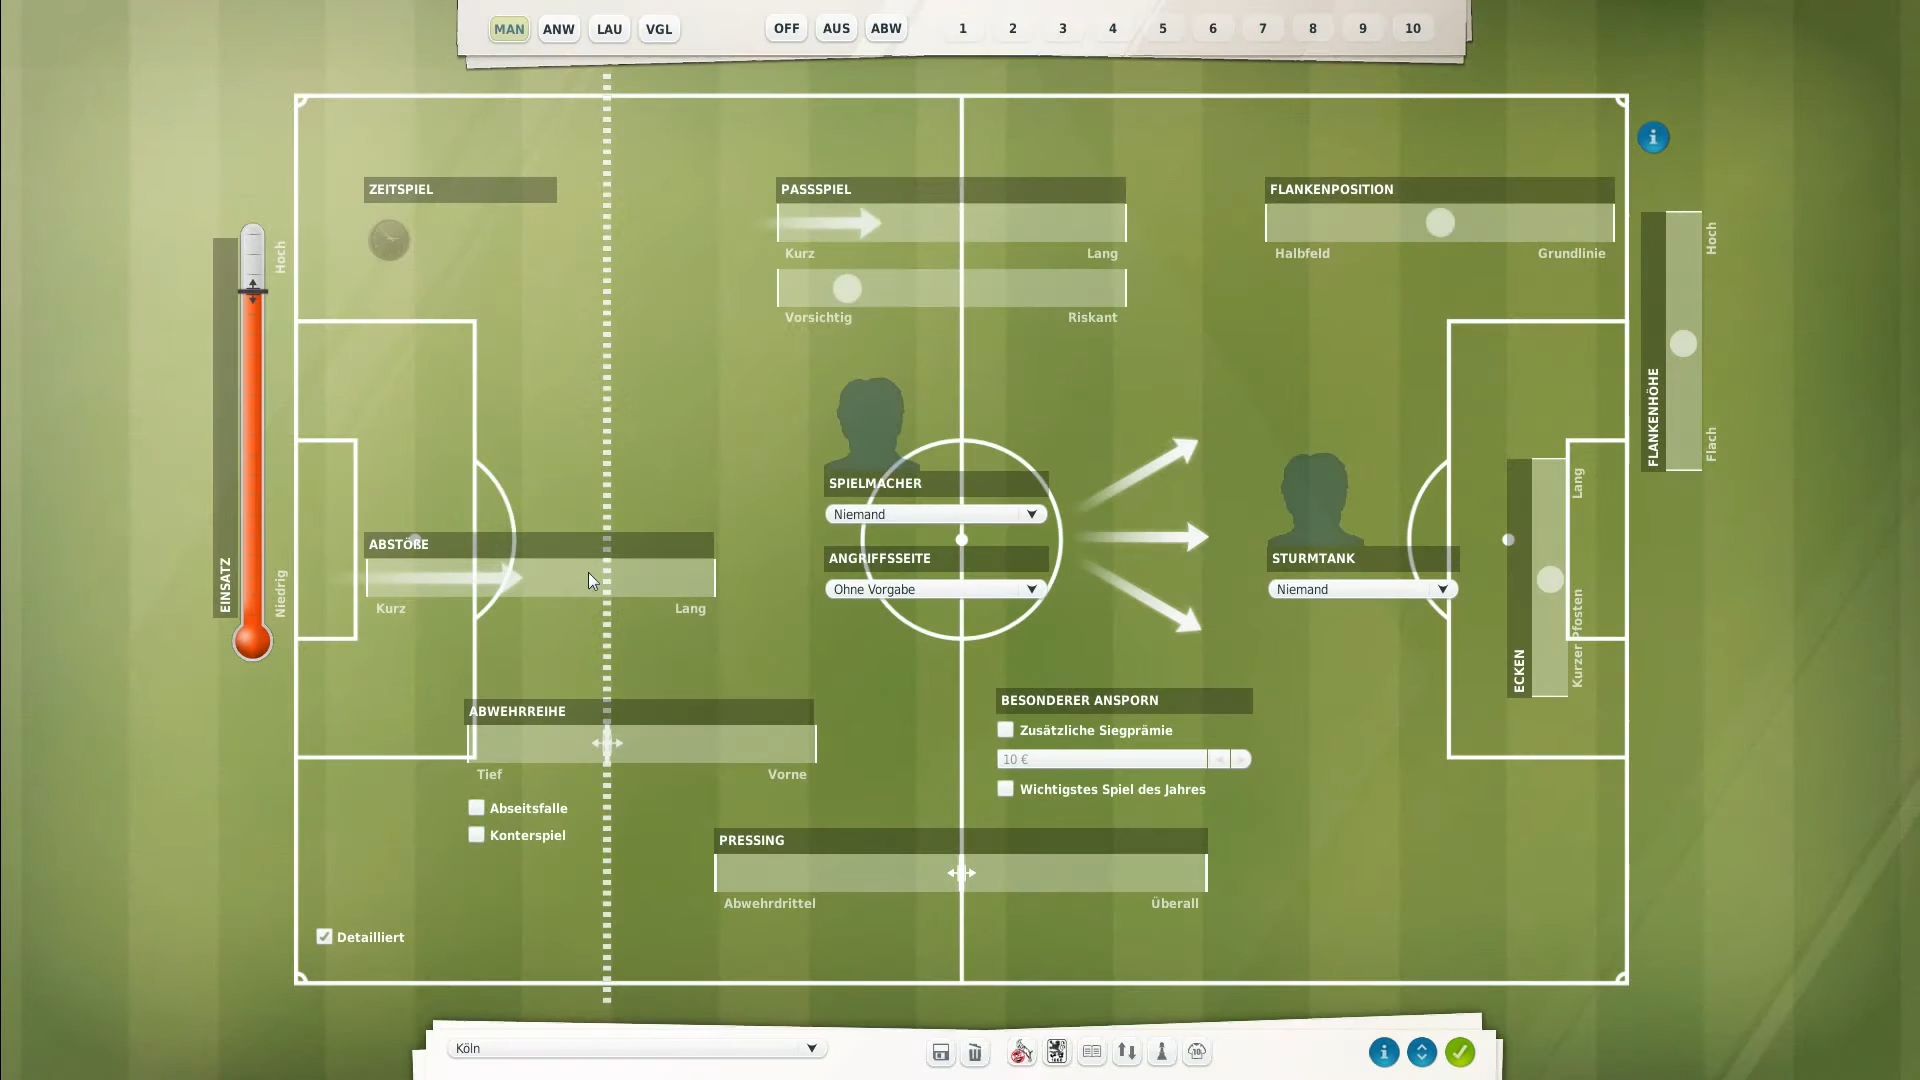 MAN ANW LAU VGL OFF AUS ABW 1 2 3 4 5 6 7 8 9 10
ZEITSPIEL
PASSSPIEL
Kurz Lang
Vorsichtig Riskant
FLANKENPOSITION
Halbfeld Grundlinie
Hoch
EINSATZ
Niedrig
Hoch
FLANKENHÖHE
Flach
SPIELMACHER
Niemand
ANGRIFFSSEITE
Ohne Vorgabe
ABSTÖßE
Kurz Lang
STURMTANK
Niemand
Lang
ECKEN
Kurzer Pfosten
ABWEHRREIHE
Tief Vorne
Abseitsfalle
Konterspiel
BESONDERER ANSPORN
Zusätzliche Siegprämie
10 €
Wichtigstes Spiel des Jahres
PRESSING
Abwehrdrittel Überall
Detailliert
Köln
10